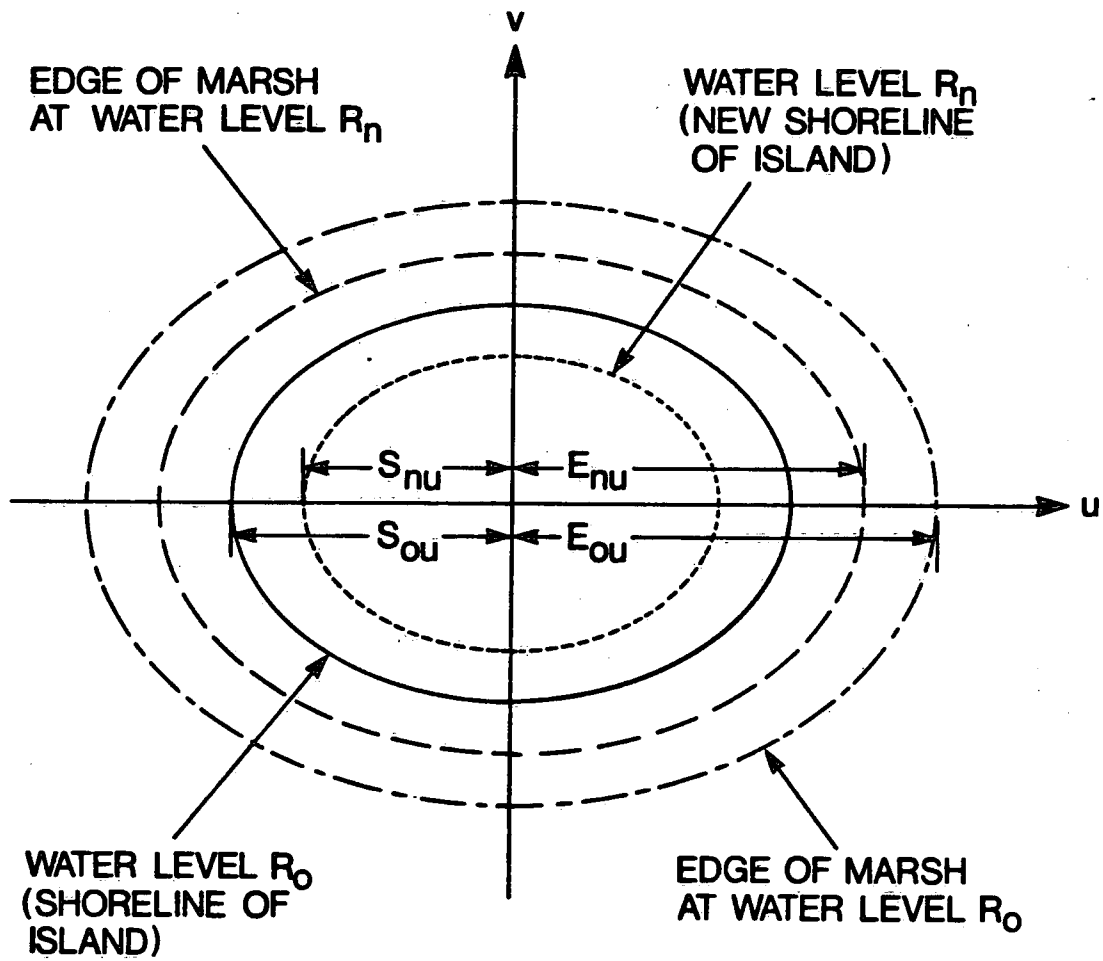 v
EDGE OF MARSH
AT WATER LEVEL Rn
WATER LEVEL Rn
(NEW SHORELINE
OF ISLAND)
Snu
Enu
u
Sou
Eou
WATER LEVEL Ro
(SHORELINE OF
ISLAND)
EDGE OF MARSH
AT WATER LEVEL Ro